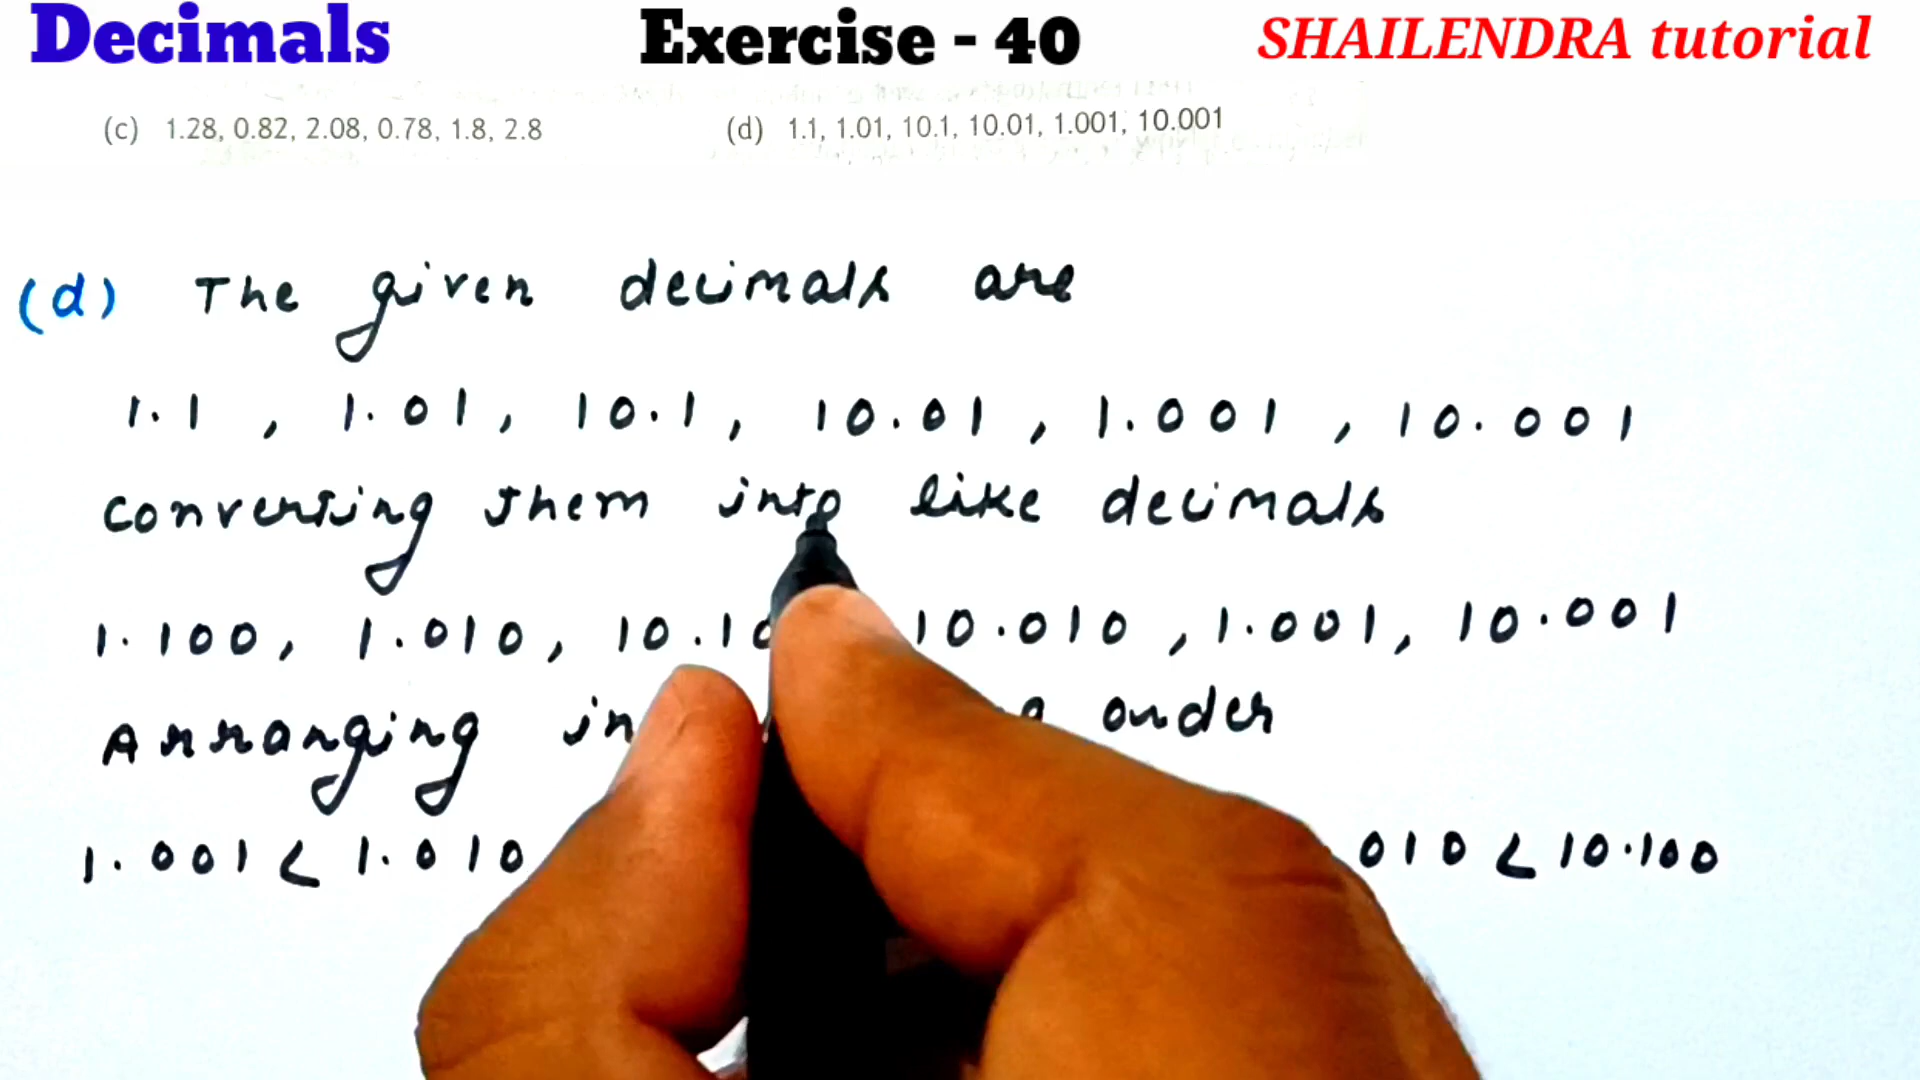 Decimals Exercise - 40 SHAILENDRA tutorial
(c) 1.28, 0.82, 2.08, 0.78, 1.8, 2.8 (d) 1.1, 1.01, 10.1, 10.01, 1.001, 10.001
(d) The given decimals are
1.1 , 1.01 , 10.1 , 10.01 , 1.001 , 10.001
Converting them into like decimals
1.100 , 1.010 , 10.10 10.010 , 1.001 , 10.001
Arranging in order
1.001 < 1.010 010 < 10.100